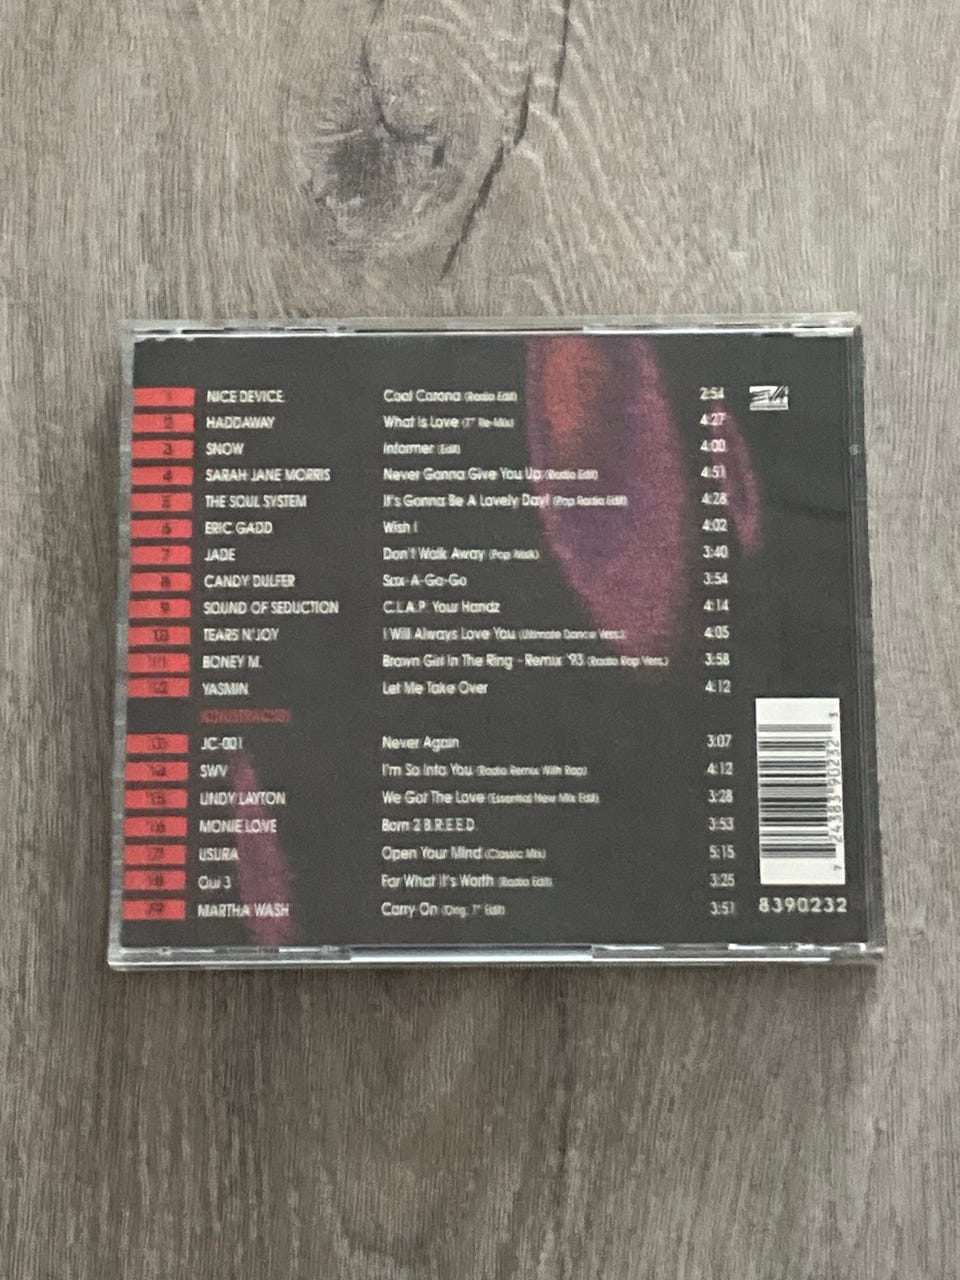 1 NICE DEVICE Cool Corona (Radio Edit) 2:54
2 HADDAWAY What Is Love (7" Re-Mix) 4:27
3 SNOW Informer (Edit) 4:00
4 SARAH JANE MORRIS Never Gonna Give You Up (Radio Edit) 4:51
5 THE SOUL SYSTEM It's Gonna Be A Lovely Day! (Pop Radio Edit) 4:28
6 ERIC GADD Wish I 4:02
7 JADE Don't Walk Away (Pop Walk) 3:40
8 CANDY DULFER Sax-A-Go-Go 3:54
9 SOUND OF SEDUCTION C.L.A.P. Your Handz 4:14
10 TEARS N'JOY I Will Always Love You (Ultimate Dance Vers.) 4:05
11 BONEY M. Brown Girl In The Ring - Remix '93 (Radio Rap Vers.) 3:58
12 YASMIN Let Me Take Over 4:12
JC-001 Never Again 3:07
14 SWV I'm So Into You (Radio Remix With Rap) 4:12
15 LINDY LAYTON We Got The Love (Essential New Mix Edit) 3:28
16 MONIE LOVE Born 2 B.R.E.E.D. 3:53
17 USURA Open Your Mind (Classic Mix) 5:15
18 Qui 3 For What It's Worth (Radio Edit) 3:25
19 MARTHA WASH Carry On (Orig. 7" Edit) 3:51
7 24383 90232 3
8390232